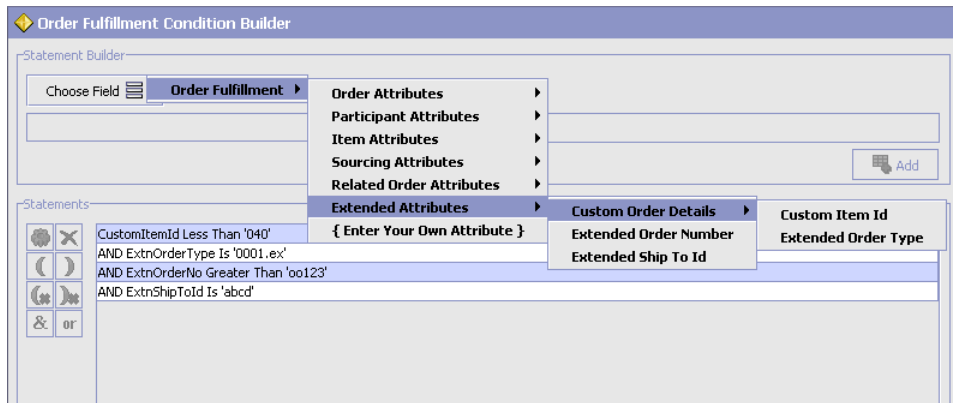 Order Fulfillment Condition Builder
Statement Builder
Choose Field
Order Fulfillment
Order Attributes
Participant Attributes
Item Attributes
Sourcing Attributes
Related Order Attributes
Extended Attributes
{ Enter Your Own Attribute }
Custom Order Details
Extended Order Number
Extended Ship To Id
Custom Item Id
Extended Order Type
Add
Statements
CustomItemId Less Than '040'
AND ExtnOrderType Is '0001.ex'
AND ExtnOrderNo Greater Than 'oo123'
AND ExtnShipToId Is 'abcd'
( )
( )
& or